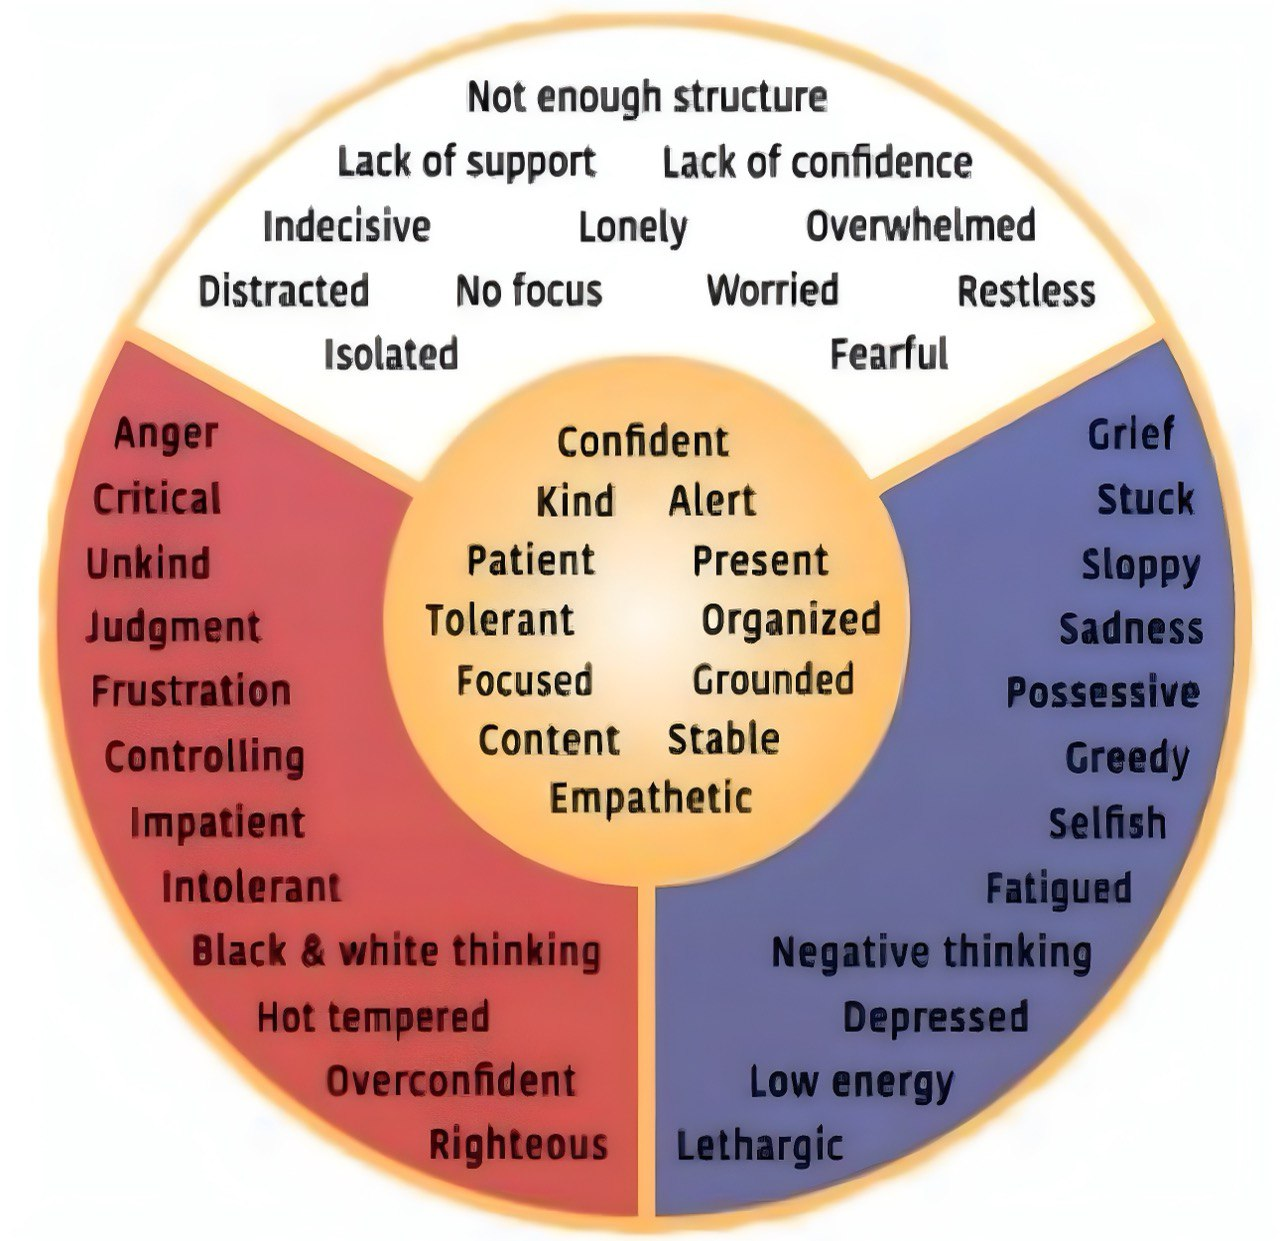 Not enough structure
Lack of support Lack of confidence
Indecisive Lonely Overwhelmed
Distracted No focus Worried Restless
Isolated Fearful
Anger
Critical
Unkind
Judgment
Frustration
Controlling
Impatient
Intolerant
Black & white thinking
Hot tempered
Overconfident
Righteous
Confident
Kind Alert
Patient Present
Tolerant Organized
Focused Grounded
Content Stable
Empathetic
Grief
Stuck
Sloppy
Sadness
Possessive
Greedy
Selfish
Fatigued
Negative thinking
Depressed
Low energy
Lethargic